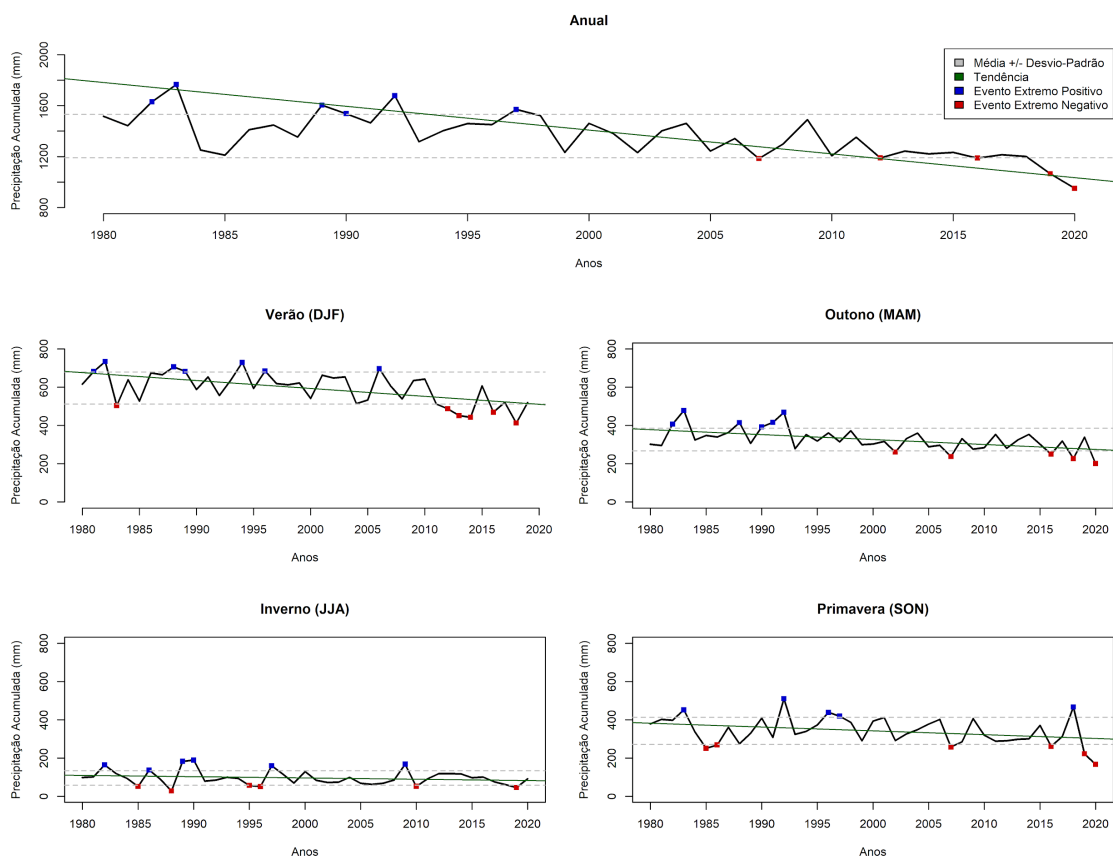 Anual
Precipitação Acumulada (mm)
2000
1600
1200
800
Média +/- Desvio-Padrão
Tendência
Evento Extremo Positivo
Evento Extremo Negativo
1980 1985 1990 1995 2000 2005 2010 2015 2020
Anos
Verão (DJF)
Precipitação Acumulada (mm)
800
600
400
200
0
1980 1985 1990 1995 2000 2005 2010 2015 2020
Anos
Outono (MAM)
Precipitação Acumulada (mm)
800
600
400
200
0
1980 1985 1990 1995 2000 2005 2010 2015 2020
Anos
Inverno (JJA)
Precipitação Acumulada (mm)
800
600
400
200
0
1980 1985 1990 1995 2000 2005 2010 2015 2020
Anos
Primavera (SON)
Precipitação Acumulada (mm)
800
600
400
200
0
1980 1985 1990 1995 2000 2005 2010 2015 2020
Anos